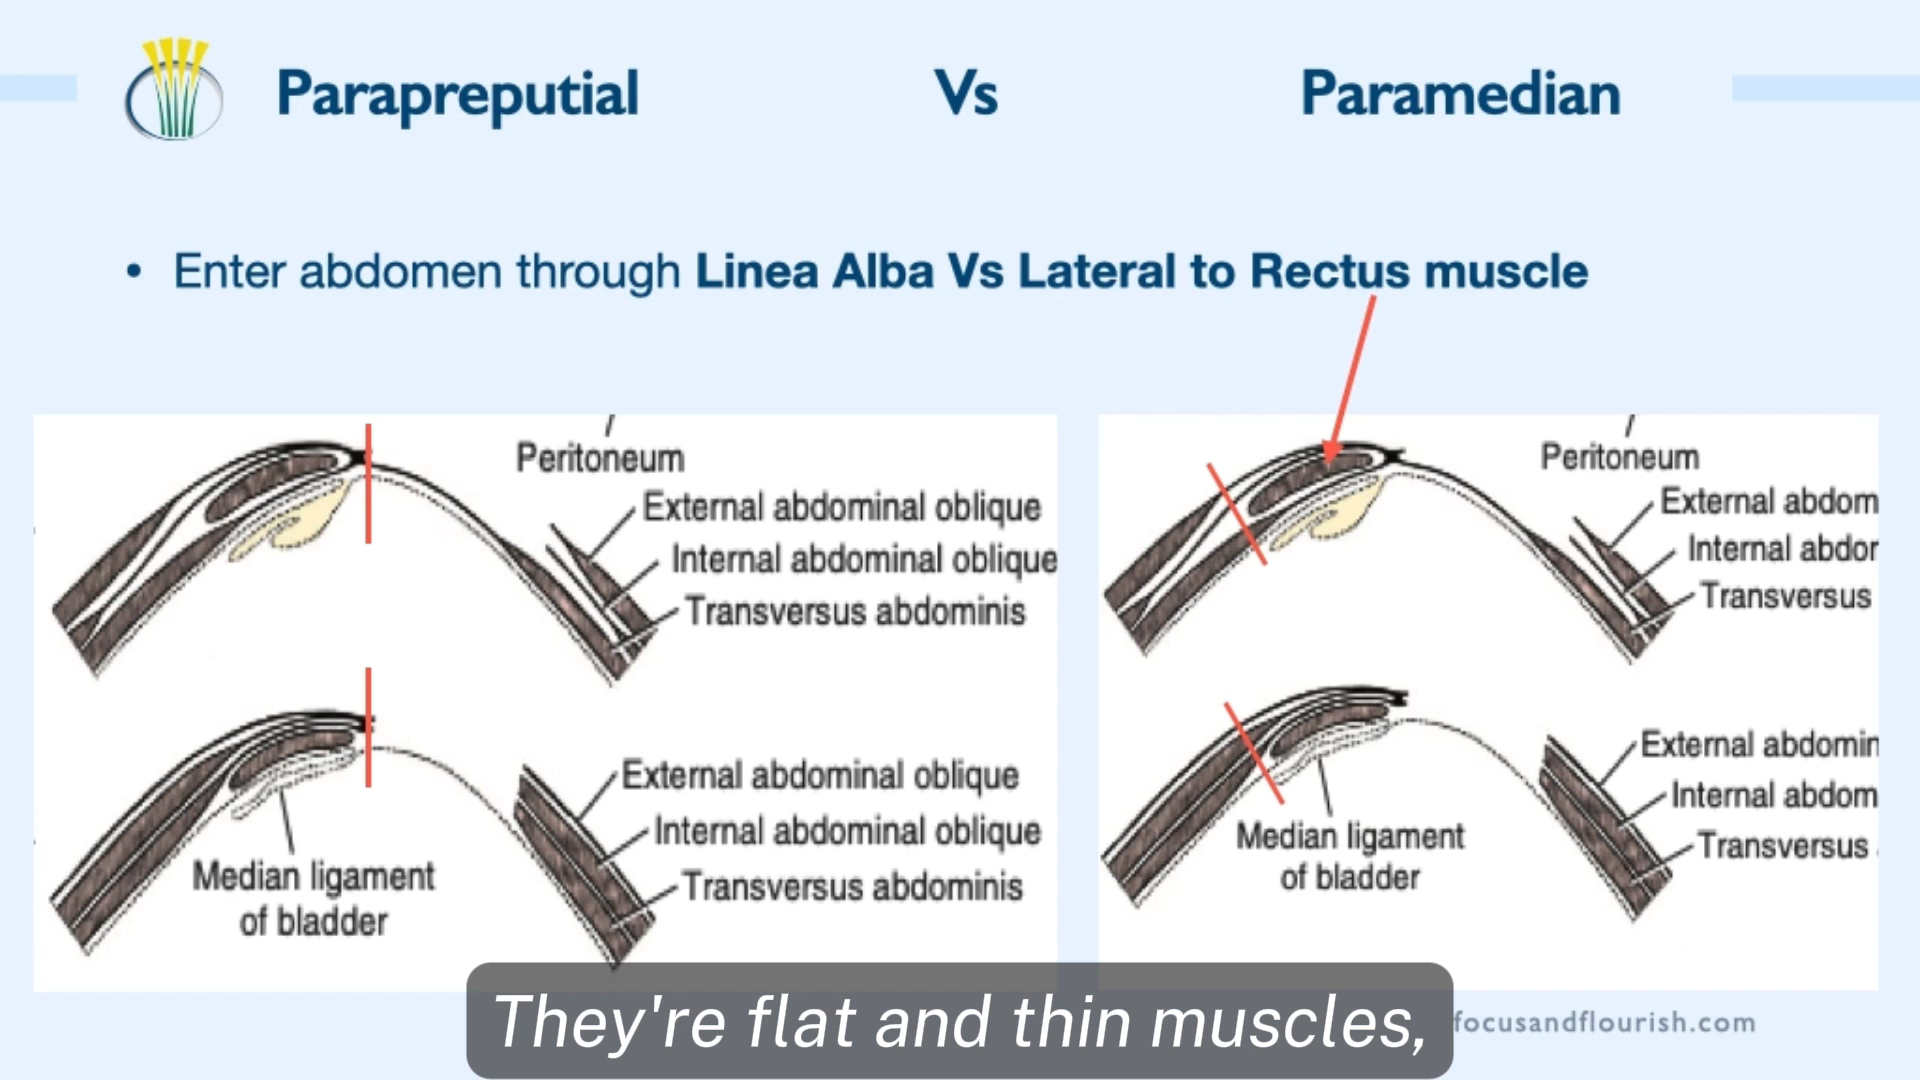 Parapreputial Vs Paramedian
• Enter abdomen through Linea Alba Vs Lateral to Rectus muscle
Peritoneum
External abdominal oblique
Internal abdominal oblique
Transversus abdominis
External abdominal oblique
Internal abdominal oblique
Transversus abdominis
Median ligament
of bladder
Peritoneum
External abdom
Internal abdor
Transversus
External abdomin
Internal abdom
Transversus
Median ligament
of bladder
They're flat and thin muscles,
focusandflourish.com